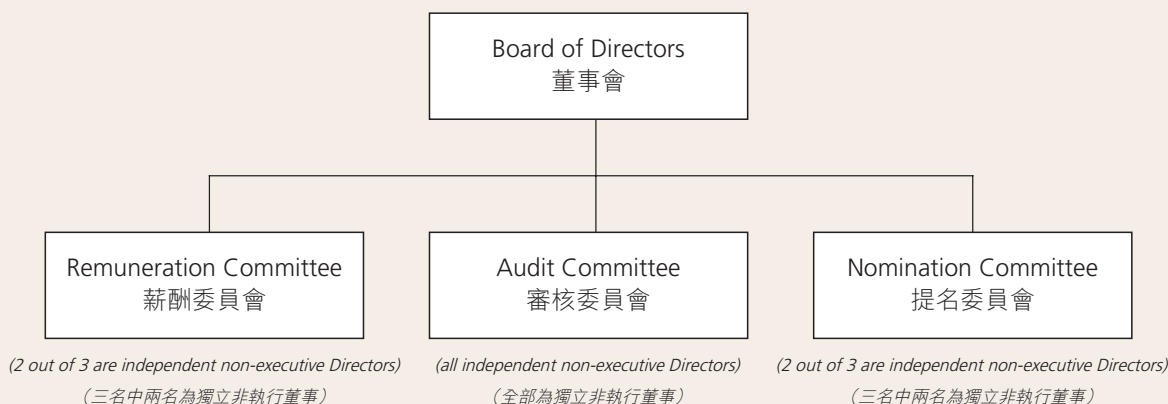 Board of Directors
董事會
Remuneration Committee
薪酬委員會
Audit Committee
審核委員會
Nomination Committee
提名委員會
(2 out of 3 are independent non-executive Directors)
（三名中兩名為獨立非執行董事）
(all independent non-executive Directors)
（全部為獨立非執行董事）
(2 out of 3 are independent non-executive Directors)
（三名中兩名為獨立非執行董事）